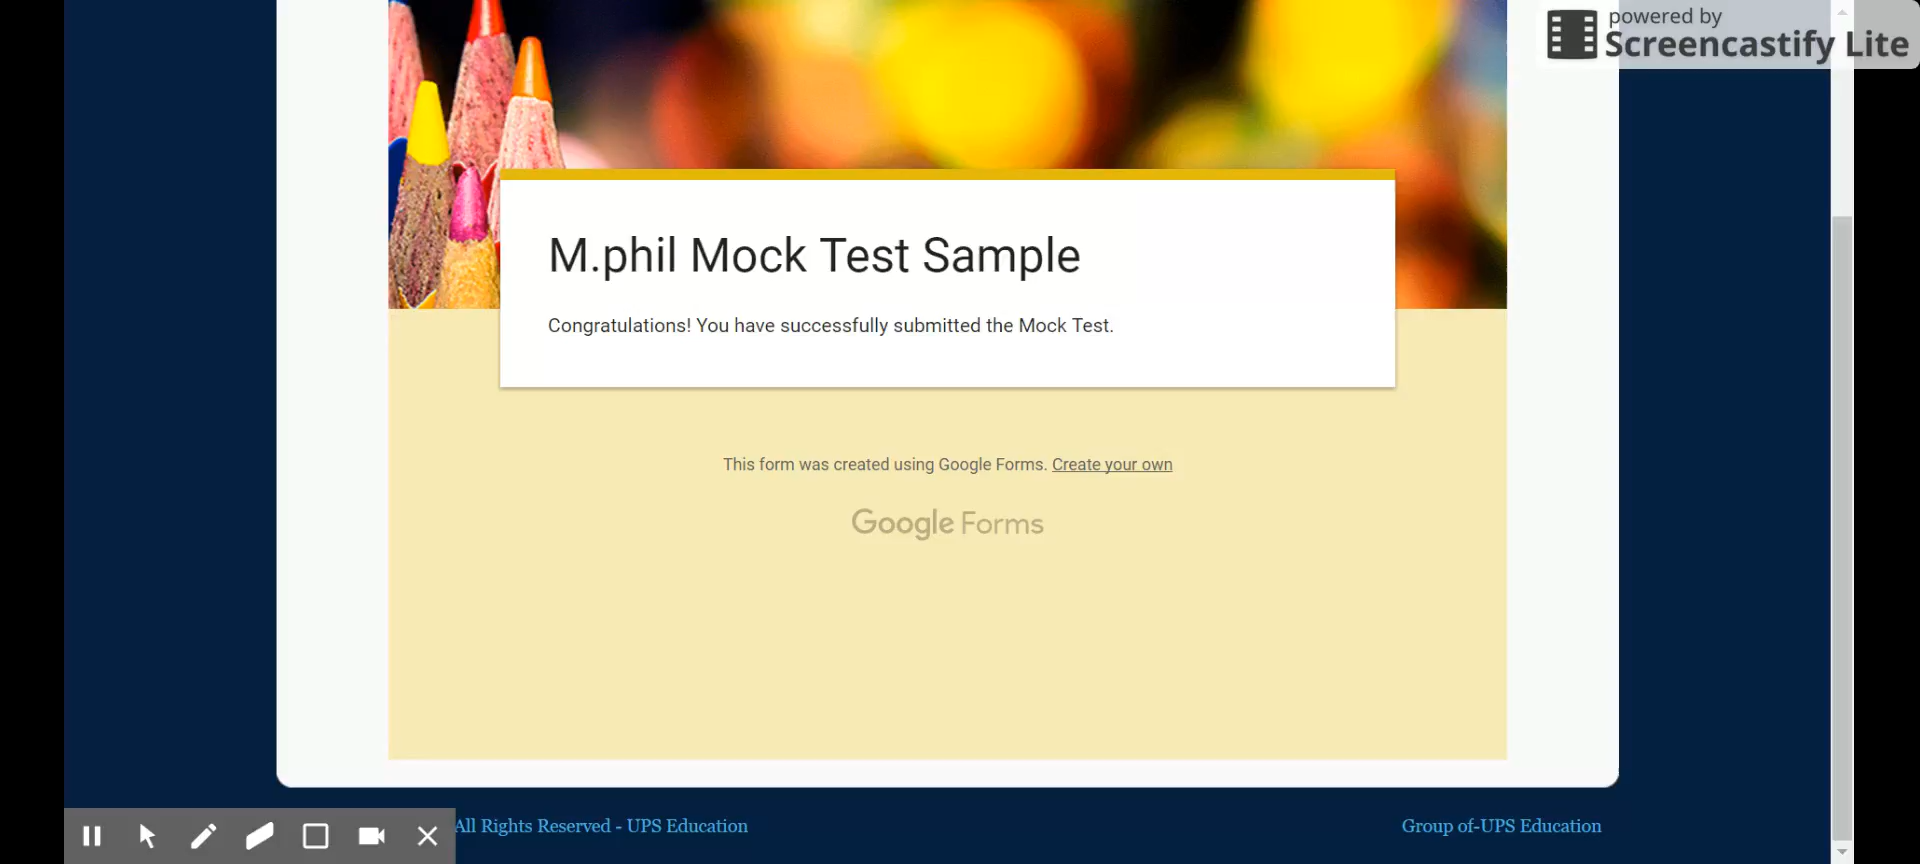 powered by
Screencastify Lite
M.phil Mock Test Sample
Congratulations! You have successfully submitted the Mock Test.
This form was created using Google Forms. Create your own
Google Forms
All Rights Reserved - UPS Education
Group of-UPS Education